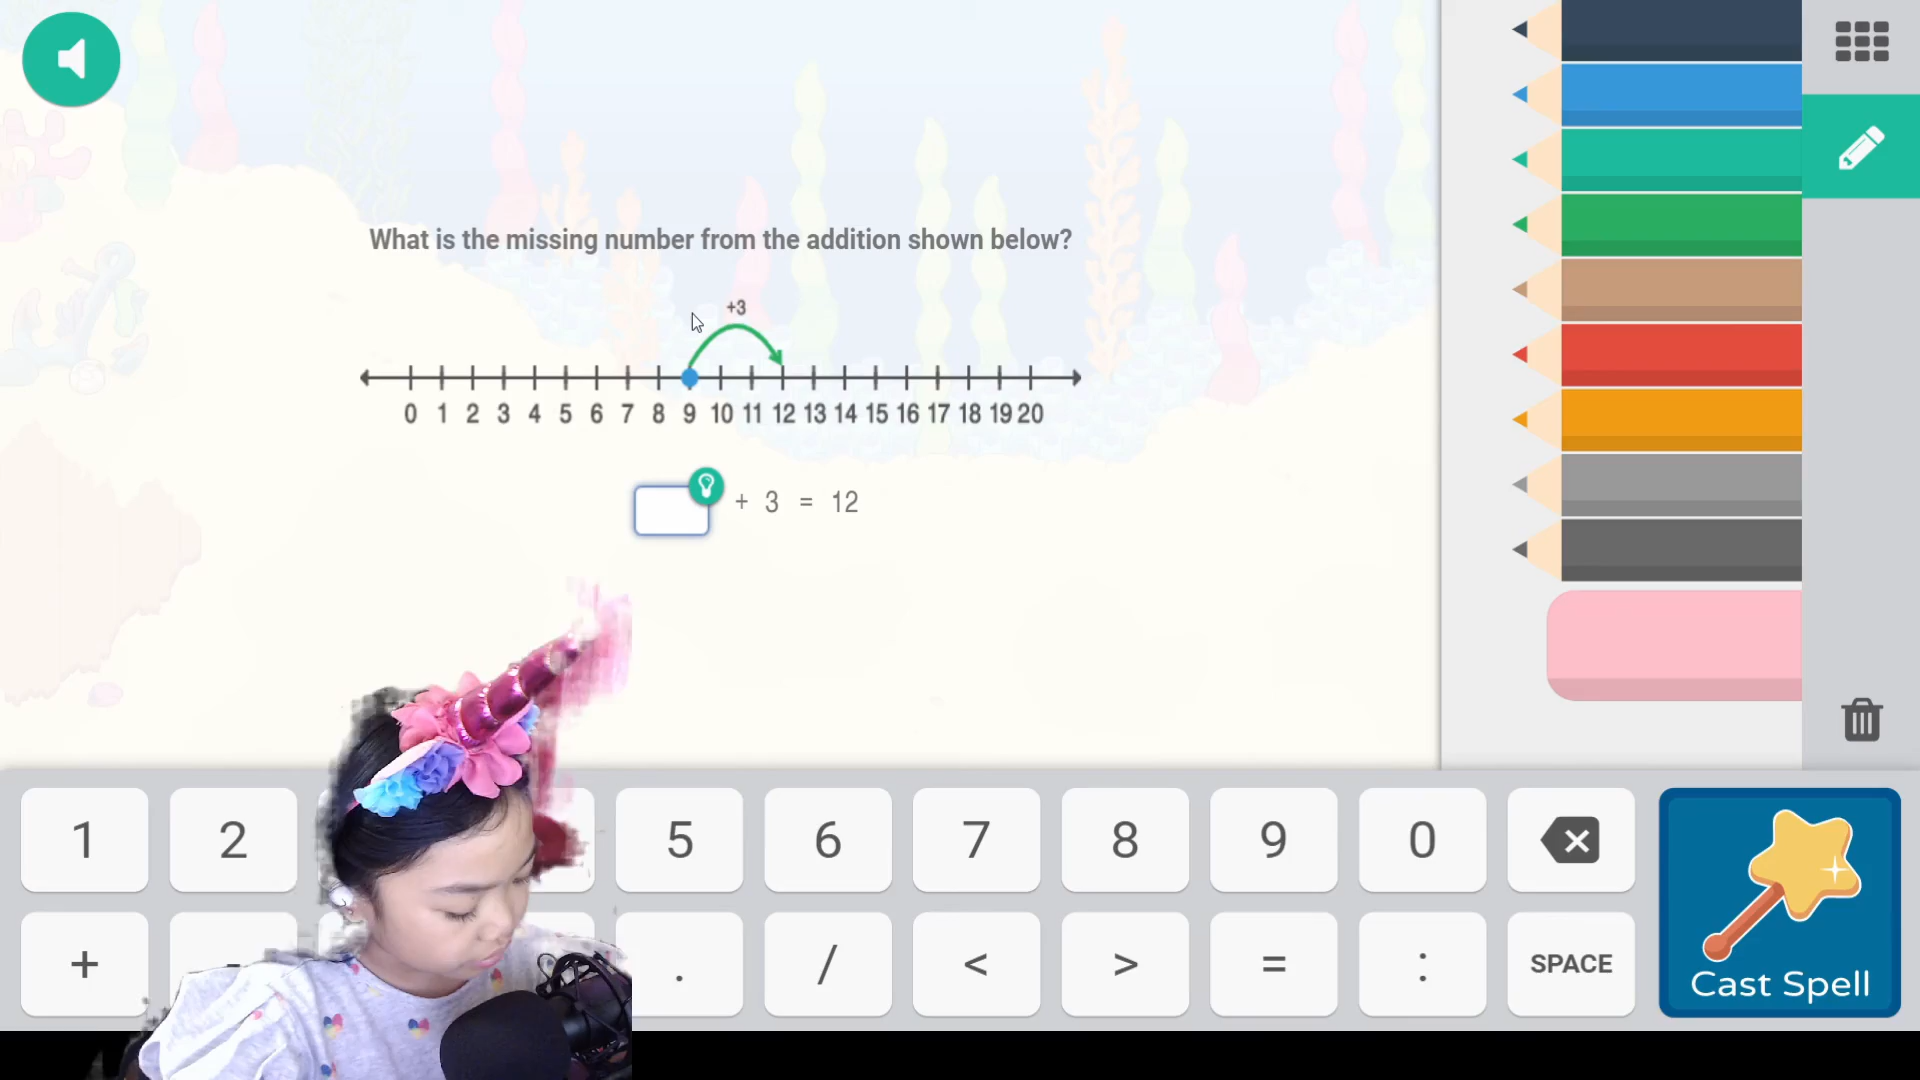 What is the missing number from the addition shown below?
+3
0 1 2 3 4 5 6 7 8 9 10 11 12 13 14 15 16 17 18 19 20
+ 3 = 12
1 2 5 6 7 8 9 0
+ - . / < > = : SPACE
Cast Spell